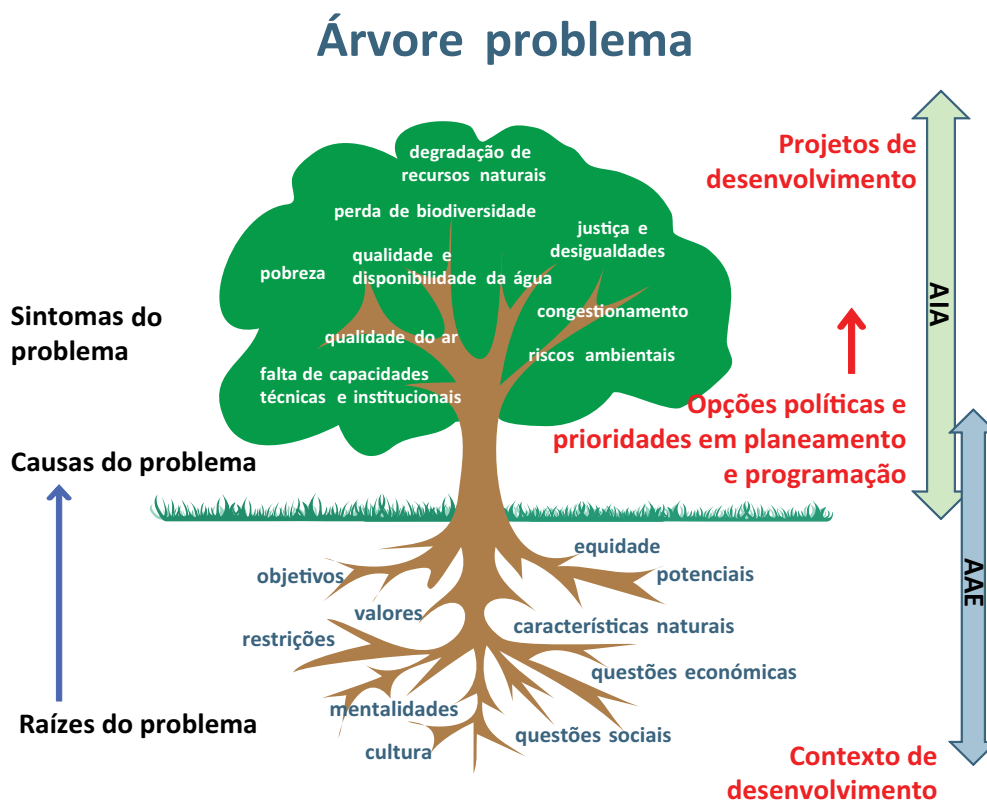 Árvore problema
Projetos de
desenvolvimento
degradação de
recursos naturais
perda de biodiversidade
justiça e
desigualdades
qualidade e
disponibilidade da água
pobreza
congestionamento
qualidade do ar
riscos ambientais
falta de capacidades
técnicas e institucionais
Sintomas do
problema
AIA
Opções políticas e
prioridades em planeamento
e programação
Causas do problema
equidade
objetivos
potenciais
valores
restrições
característificas naturais
questões económicas
mentalidades
questões sociais
cultura
AAE
Raízes do problema
Contexto de
desenvolvimento